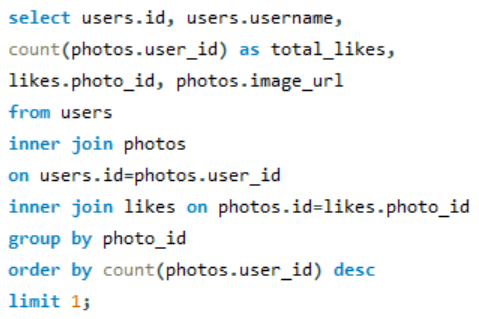 select users.id, users.username,
count(photos.user_id) as total_likes,
likes.photo_id, photos.image_url
from users
inner join photos
on users.id=photos.user_id
inner join likes on photos.id=likes.photo_id
group by photo_id
order by count(photos.user_id) desc
limit 1;